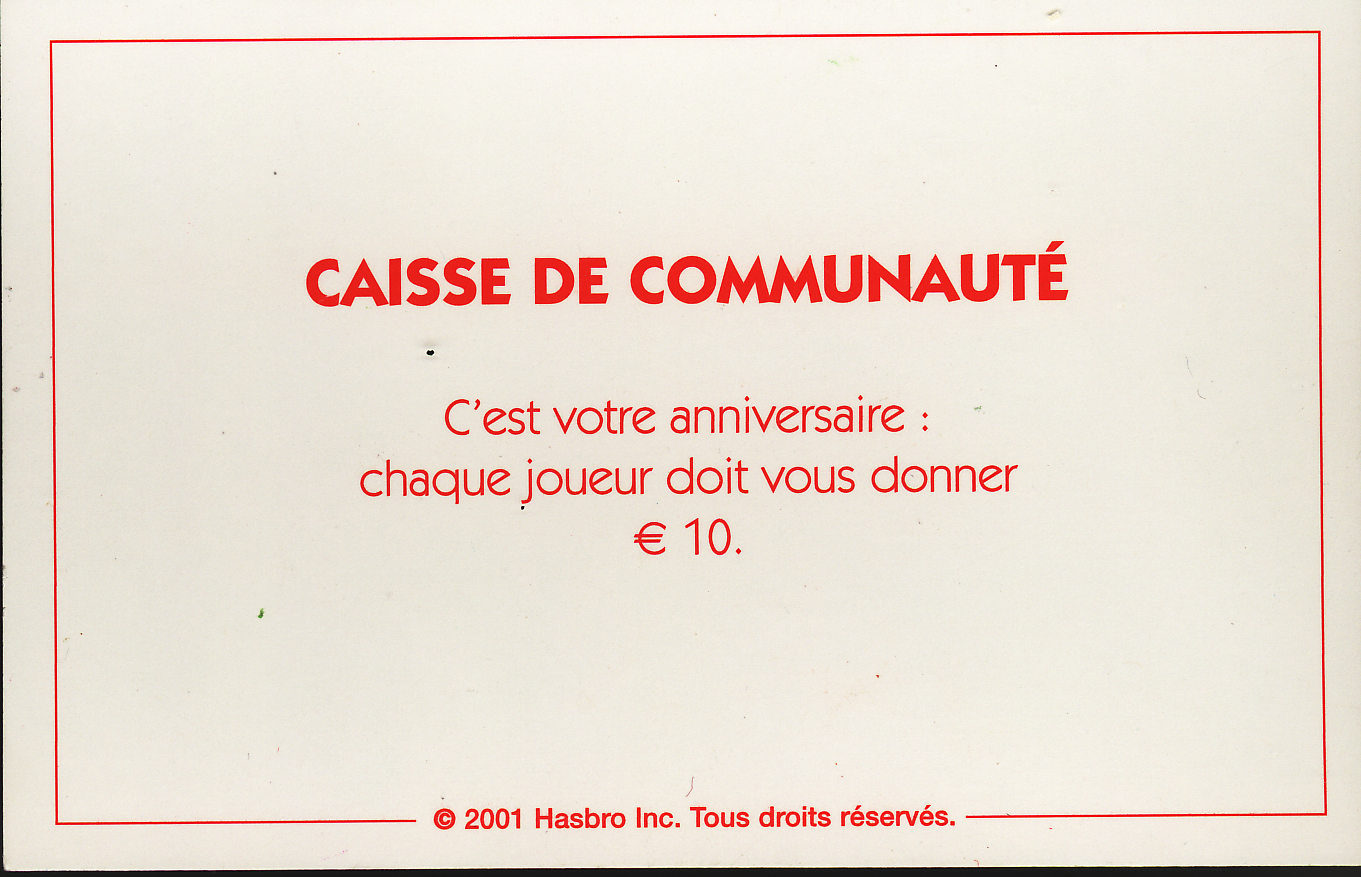 CAISSE DE COMMUNAUTÉ
C'est votre anniversaire :
chaque joueur doit vous donner
€ 10.
© 2001 Hasbro Inc. Tous droits réservés.